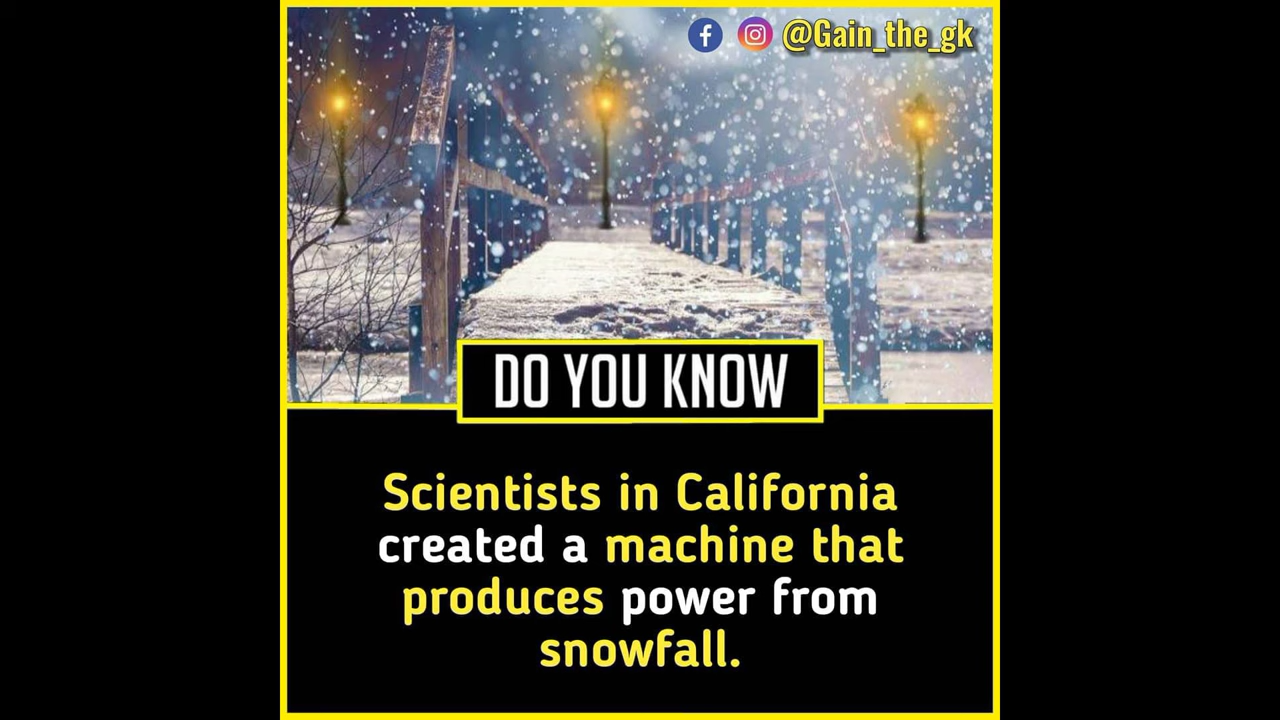 @Gain_the_gk
DO YOU KNOW
Scientists in California
created a machine that
produces power from
snowfall.